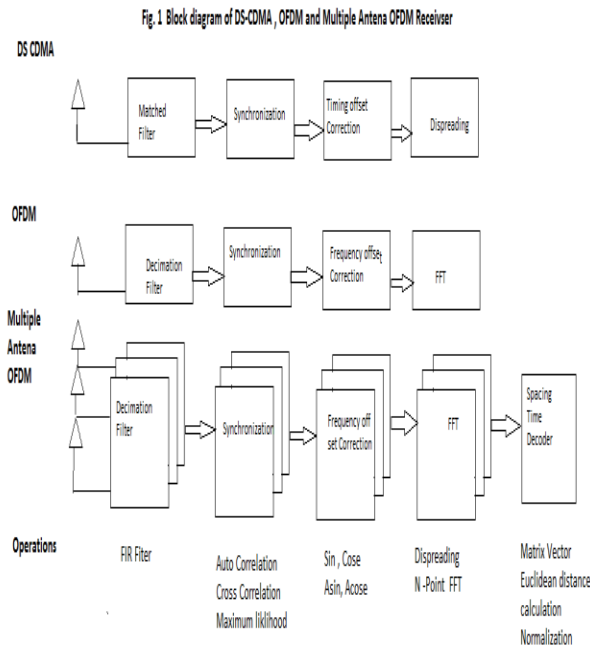 Fig. 1 Block diagram of DS-CDMA , OFDM and Multiple Antena OFDM Receivser
DS CDMA
Matched
Filter
Synchronization
Timing offset
Correction
Dispreading
OFDM
Decimation
Filter
Synchronization
Frequency offset
Correction
FFT
Multiple
Antena
OFDM
Decimation
Filter
Synchronization
Frequency off
set Correction
FFT
Spacing
Time
Decoder
Operations
FIR Fiter
Auto Correlation
Cross Correlation
Maximum liklihood
Sin , Cose
Asin, Acose
Dispreading
N -Point FFT
Matrix Vector
Euclidean distance
calculation
Normalization